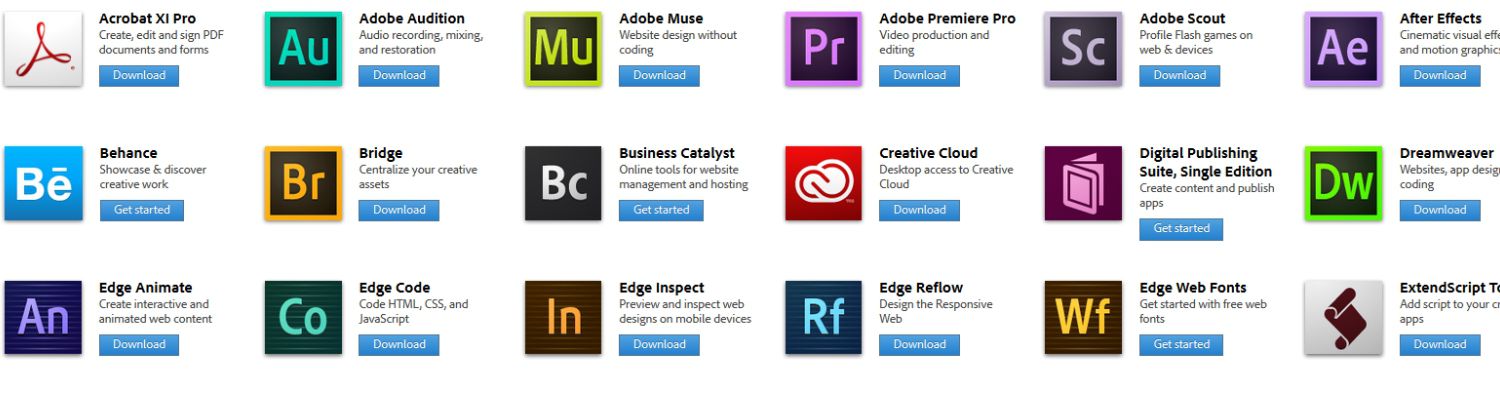 Acrobat XI Pro
Create, edit and sign PDF
documents and forms
Download
Au
Adobe Audition
Audio recording, mixing,
and restoration
Download
Mu
Adobe Muse
Website design without
coding
Download
Pr
Adobe Premiere Pro
Video production and
editing
Download
Sc
Adobe Scout
Profile Flash games on
web & devices
Download
Ae
After Effects
Cinematic visual effe
and motion graphics
Download
Bē
Behance
Showcase & discover
creative work
Get started
Br
Bridge
Centralize your creative
assets
Download
Bc
Business Catalyst
Online tools for website
management and hosting
Get started
Creative Cloud
Desktop access to Creative
Cloud
Download
Digital Publishing
Suite, Single Edition
Create content and publish
apps
Get started
Dw
Dreamweaver
Websites, app design
coding
Download
An
Edge Animate
Create interactive and
animated web content
Download
Co
Edge Code
Code HTML, CSS, and
JavaScript
Download
In
Edge Inspect
Preview and inspect web
designs on mobile devices
Download
Rf
Edge Reflow
Design the Responsive
Web
Download
Wf
Edge Web Fonts
Get started with free web
fonts
Get started
ExtendScript To
Add script to your cr
apps
Download